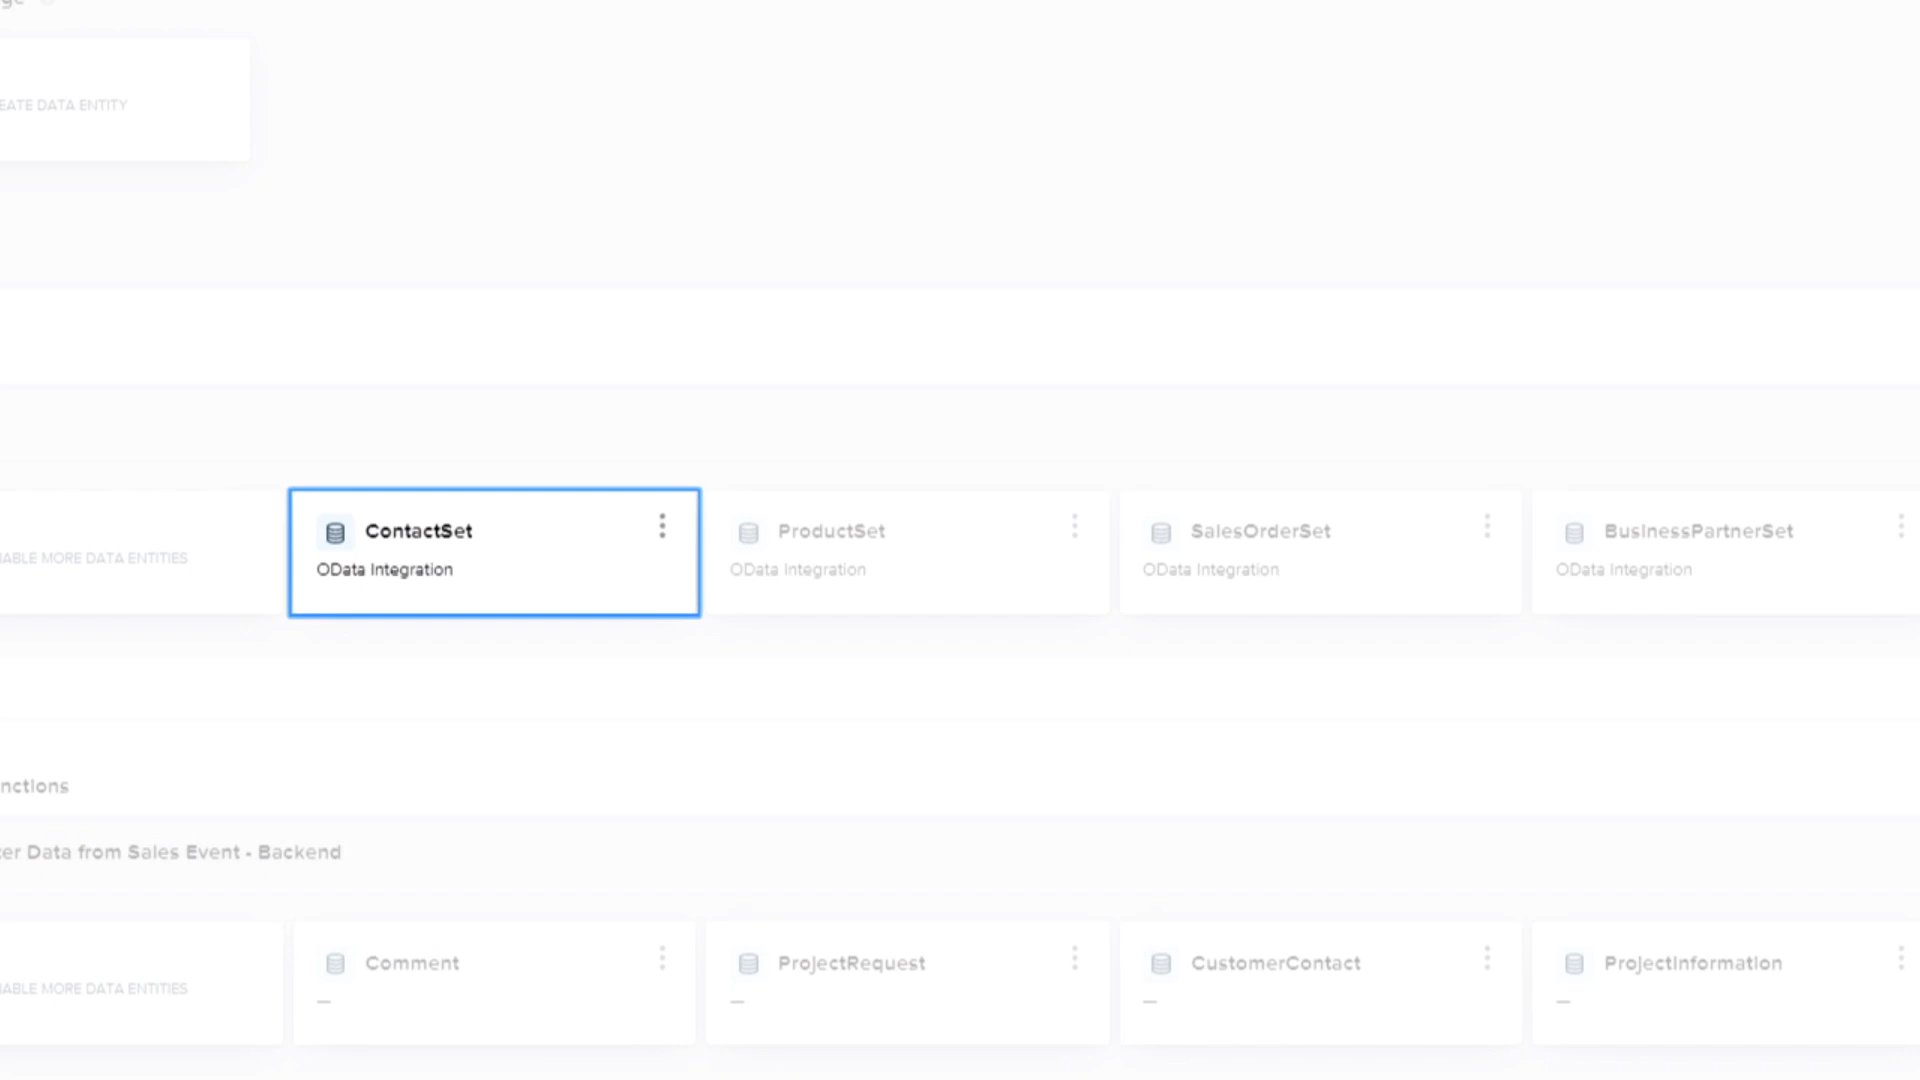 EATE DATA ENTITY
ABLE MORE DATA ENTITIES
ContactSet
OData Integration
ProductSet
OData Integration
SalesOrderSet
OData Integration
BusinessPartnerSet
OData Integration
nctions
er Data from Sales Event - Backend
ABLE MORE DATA ENTITIES
Comment
—
ProjectRequest
—
CustomerContact
—
ProjectInformation
—